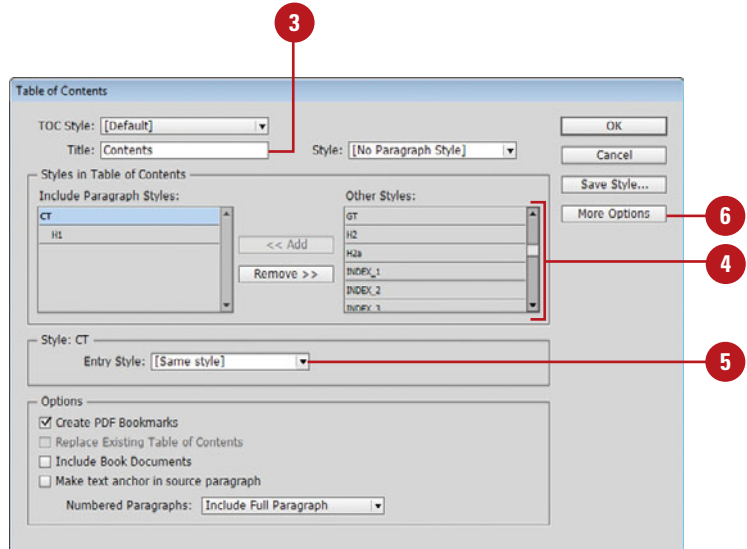 3
Table of Contents
TOC Style: [Default]
OK
Title: Contents
Style: [No Paragraph Style]
Cancel
Styles in Table of Contents
Save Style...
Include Paragraph Styles:
Other Styles:
More Options
6
CT
GT
H1
<< Add
H2
H2a
4
Remove >>
INDEX_1
INDEX_2
INDEX_3
Style: CT
Entry Style: [Same style]
5
Options
Create PDF Bookmarks
Replace Existing Table of Contents
Include Book Documents
Make text anchor in source paragraph
Numbered Paragraphs: Include Full Paragraph